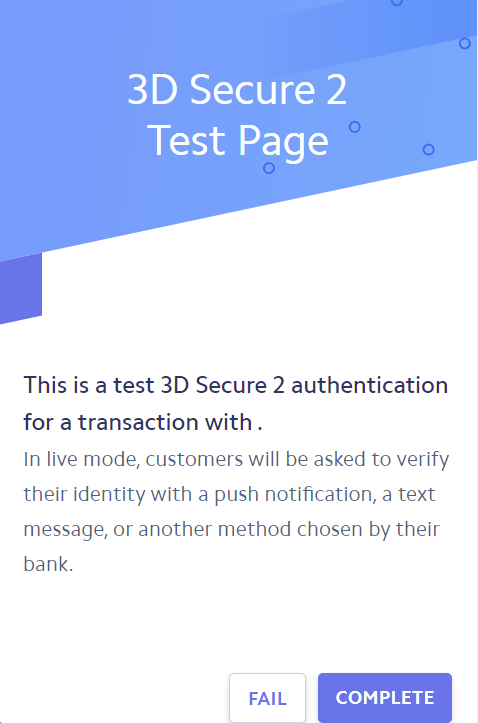 3D Secure 2
Test Page
This is a test 3D Secure 2 authentication
for a transaction with .
In live mode, customers will be asked to verify
their identity with a push notification, a text
message, or another method chosen by their
bank.
FAIL
COMPLETE